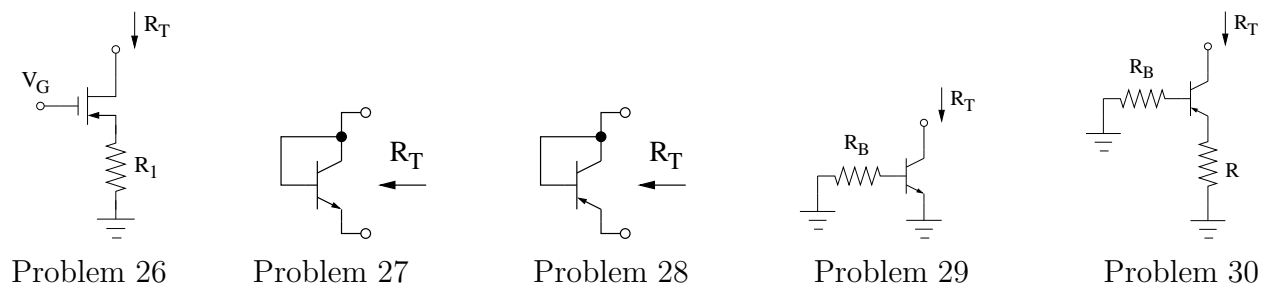 R_T
V_G
R_1
Problem 26
R_T
Problem 27
R_T
Problem 28
R_T
R_B
Problem 29
R_T
R_B
R
Problem 30